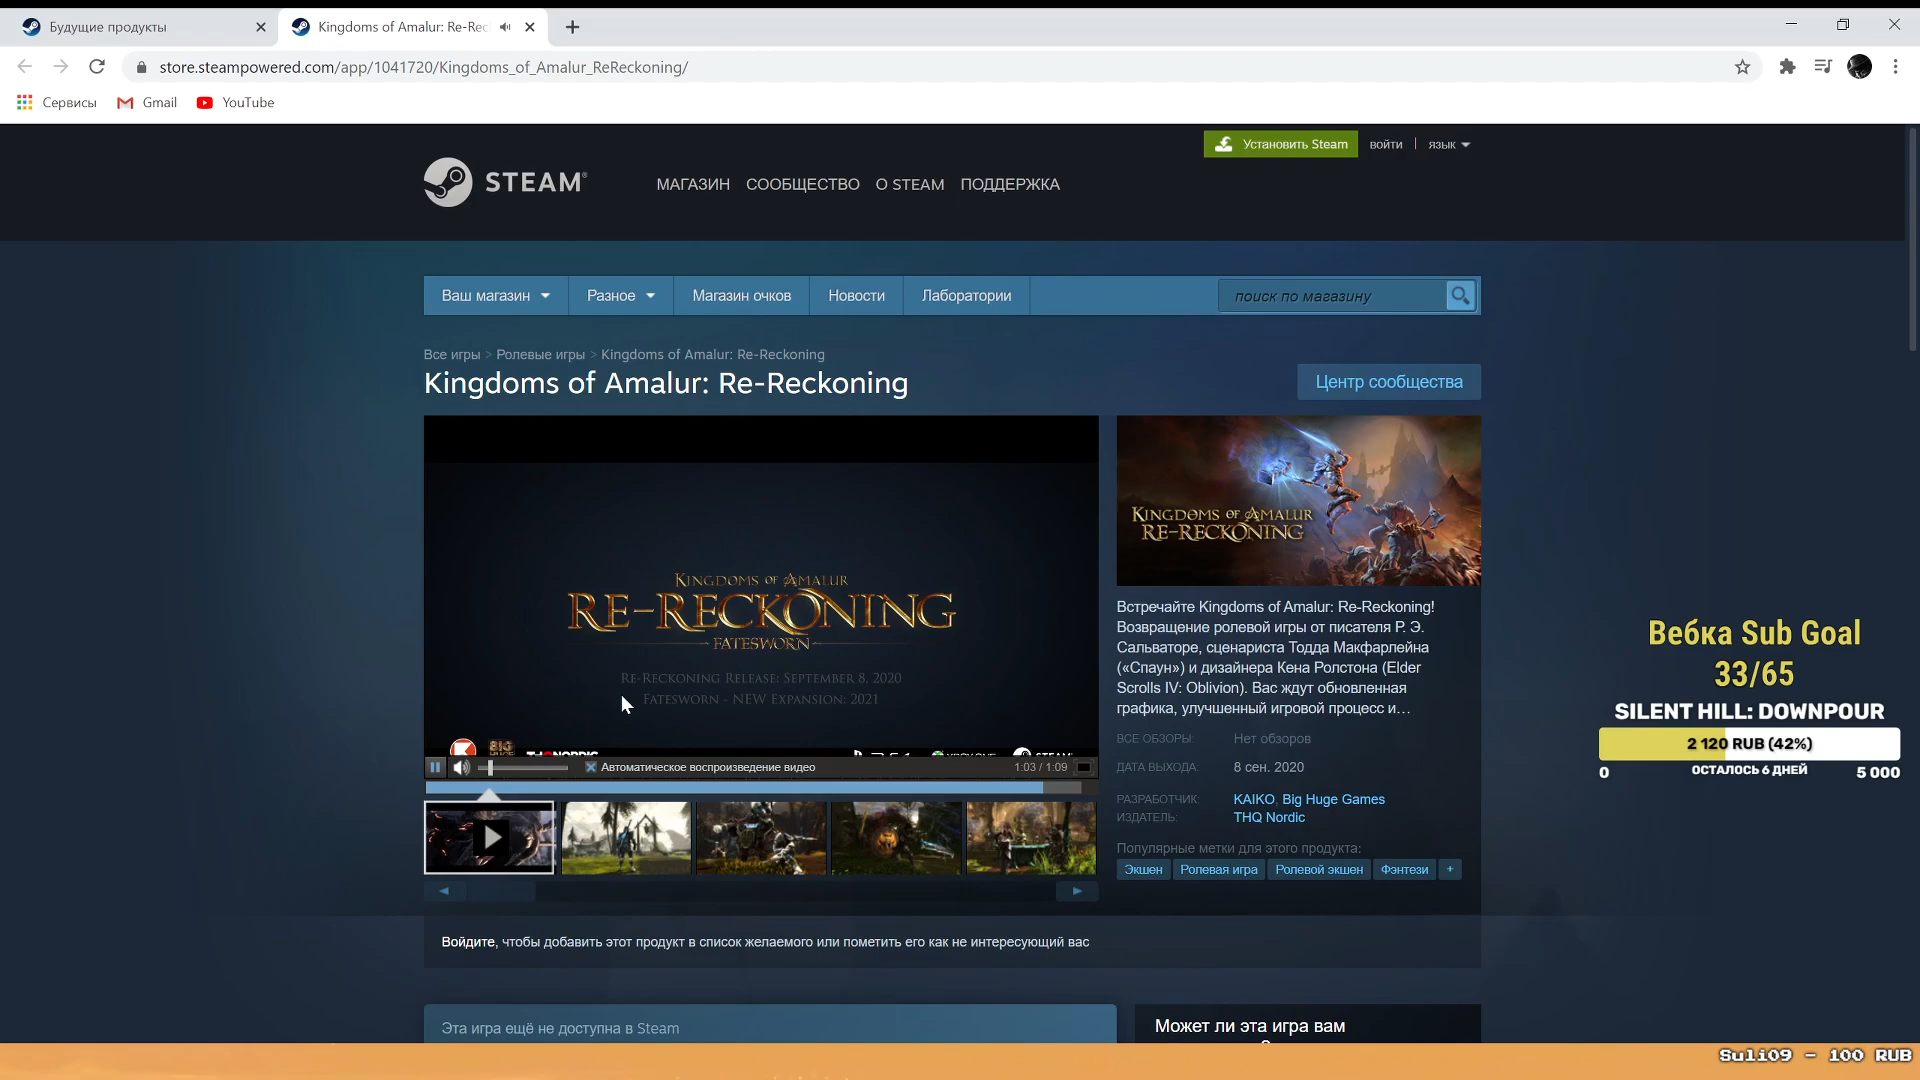 Будущие продукты
Kingdoms of Amalur: Re-Rec
store.steampowered.com/app/1041720/Kingdoms_of_Amalur_ReReckoning/
Сервисы
Gmail
YouTube
Установить Steam
войти
язык
STEAM
МАГАЗИН
СООБЩЕСТВО
О STEAM
ПОДДЕРЖКА
Ваш магазин
Разное
Магазин очков
Новости
Лаборатории
поиск по магазину
Все игры > Ролевые игры > Kingdoms of Amalur: Re-Reckoning
Kingdoms of Amalur: Re-Reckoning
Центр сообщества
KINGDOMS OF AMALUR
RE-RECKONING
FATESWORN
RE-RECKONING RELEASE: SEPTEMBER 8, 2020
FATESWORN - NEW EXPANSION: 2021
BIG
STEAM
Автоматическое воспроизведение видео
1:03 / 1:09
KINGDOMS OF AMALUR
RE-RECKONING
Встречайте Kingdoms of Amalur: Re-Reckoning!
Возвращение ролевой игры от писателя Р. Э.
Сальваторе, сценариста Тодда Макфарлейна
(«Спаун») и дизайнера Кена Ролстона (Elder
Scrolls IV: Oblivion). Вас ждут обновленная
графика, улучшенный игровой процесс и…
ВСЕ ОБЗОРЫ: Нет обзоров
ДАТА ВЫХОДА: 8 сен. 2020
РАЗРАБОТЧИК: KAIKO, Big Huge Games
ИЗДАТЕЛЬ: THQ Nordic
Популярные метки для этого продукта:
Экшен
Ролевая игра
Ролевой экшен
Фэнтези
+
Войдите, чтобы добавить этот продукт в список желаемого или пометить его как не интересующий вас
Эта игра ещё не доступна в Steam
Может ли эта игра вам
Вебка Sub Goal
33/65
SILENT HILL: DOWNPOUR
2 120 RUB (42%)
0
ОСТАЛОСЬ 6 ДНЕЙ
5 000
Suli09 - 100 RUB